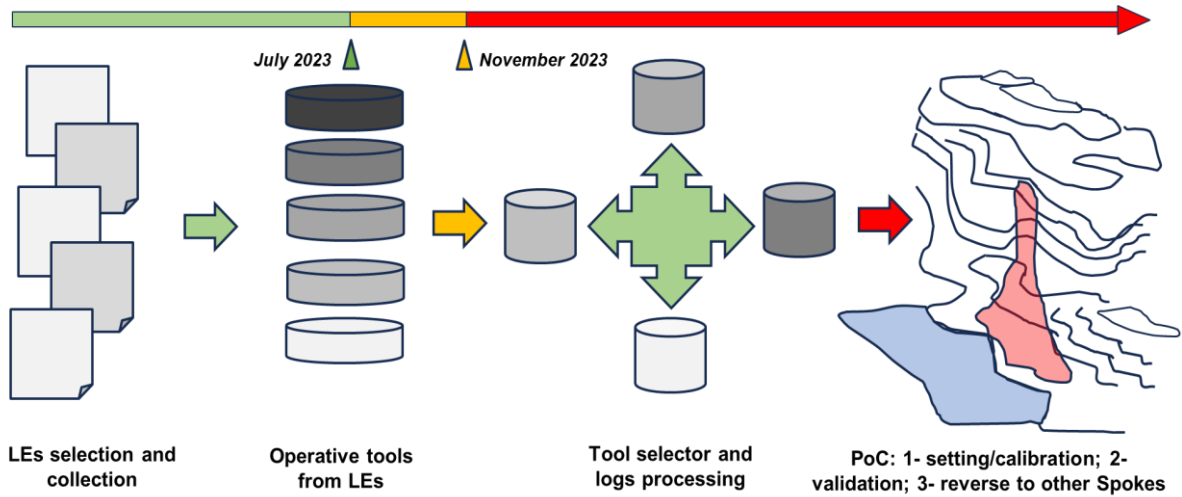 July 2023
November 2023
LEs selection and
collection
Operative tools
from LEs
Tool selector and
logs processing
PoC: 1- setting/calibration; 2-
validation; 3- reverse to other Spokes